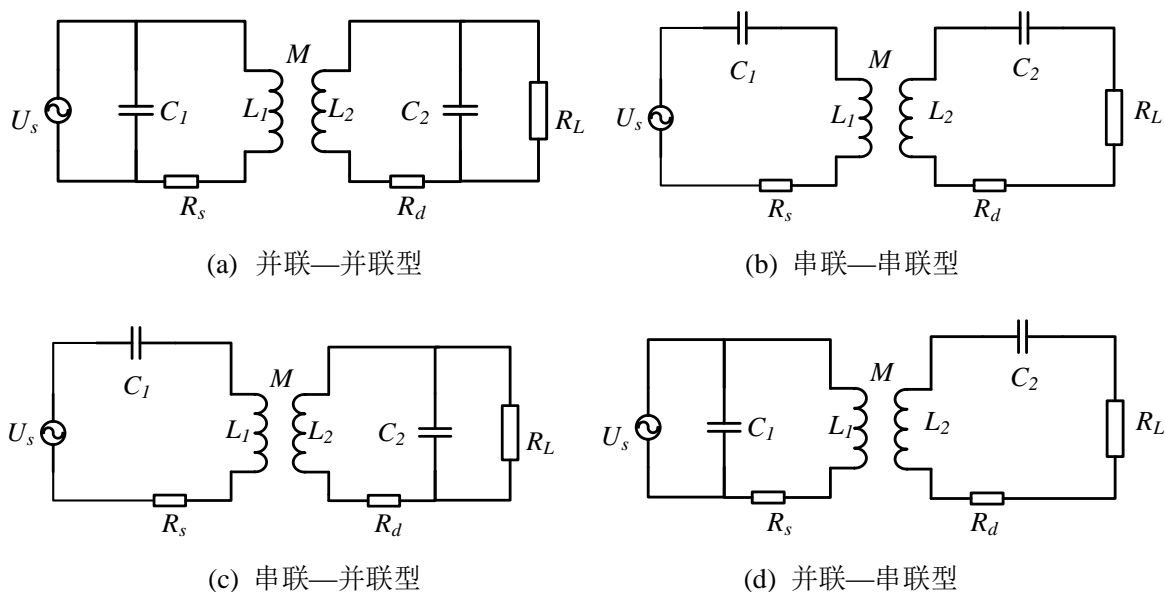 M
U_s
C_1
L_1
L_2
C_2
R_L
R_s
R_d
(a) 并联—并联型
C_1
M
C_2
U_s
L_1
L_2
R_L
R_s
R_d
(b) 串联—串联型
C_1
M
U_s
L_1
L_2
C_2
R_L
R_s
R_d
(c) 串联—并联型
M
C_2
U_s
C_1
L_1
L_2
R_L
R_s
R_d
(d) 并联—串联型